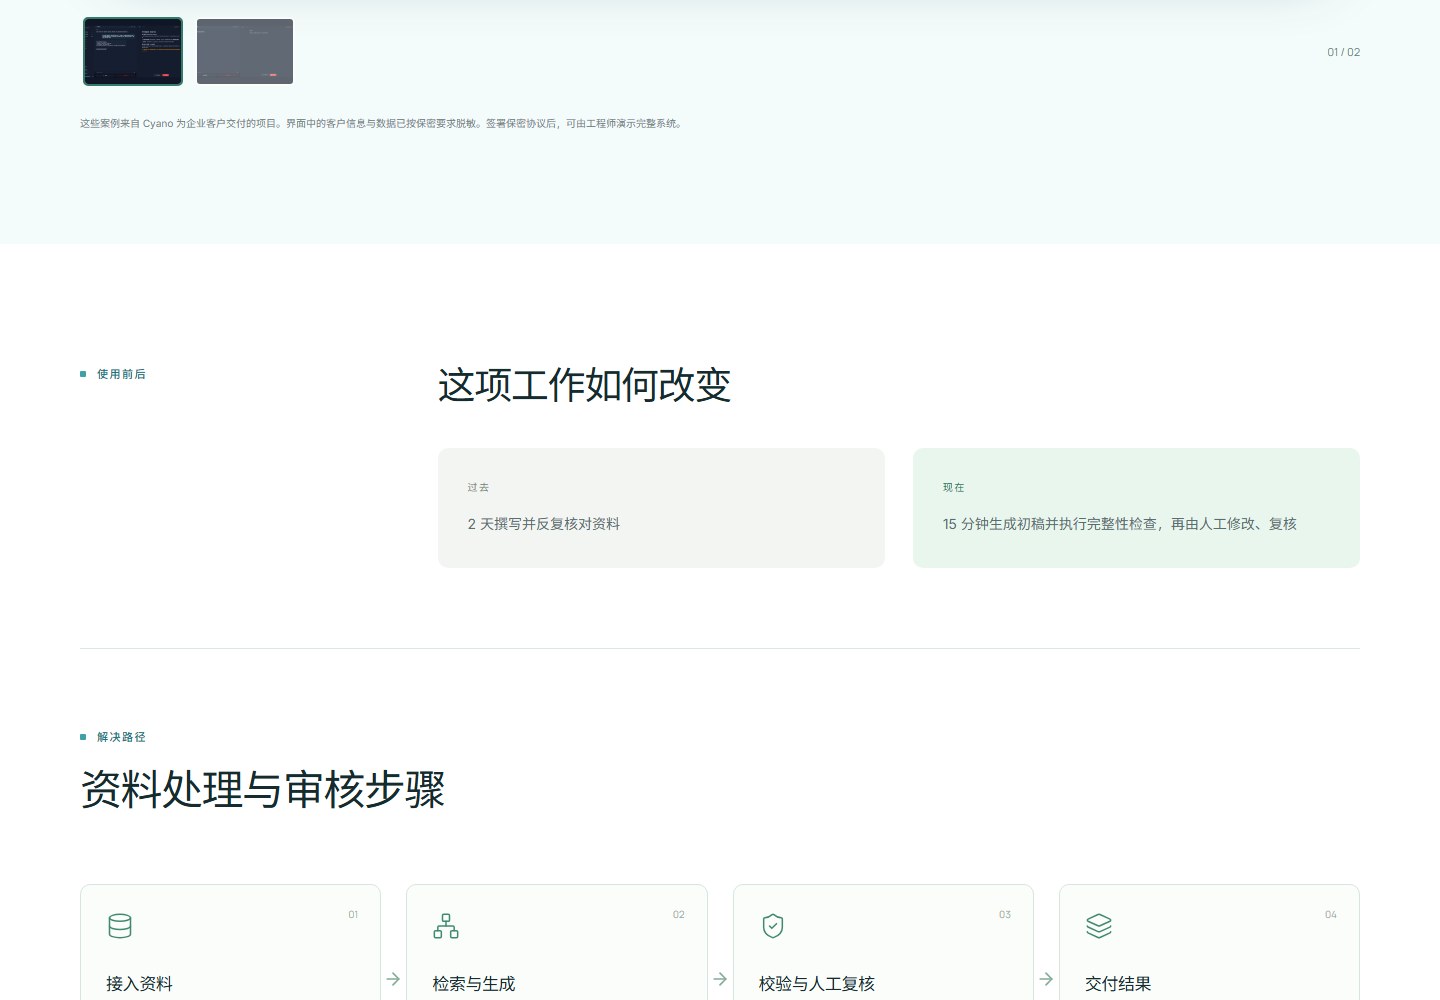 01 / 02
这些案例来自 Cyano 为企业客户交付的项目。界面中的客户信息与数据已按保密要求脱敏。签署保密协议后，可由工程师演示完整系统。
使用前后
这项工作如何改变
过去
现在
2 天撰写并反复核对资料
15 分钟生成初稿并执行完整性检查，再由人工修改、复核
解决路径
资料处理与审核步骤
01
02
03
04
接入资料
检索与生成
校验与人工复核
交付结果